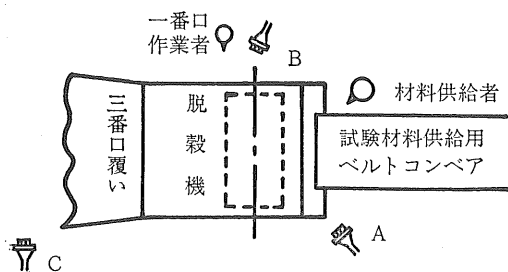 一番口
作業者
B
材料供給者
三番口覆い
脱穀機
試験材料供給用
ベルトコンベア
A
C